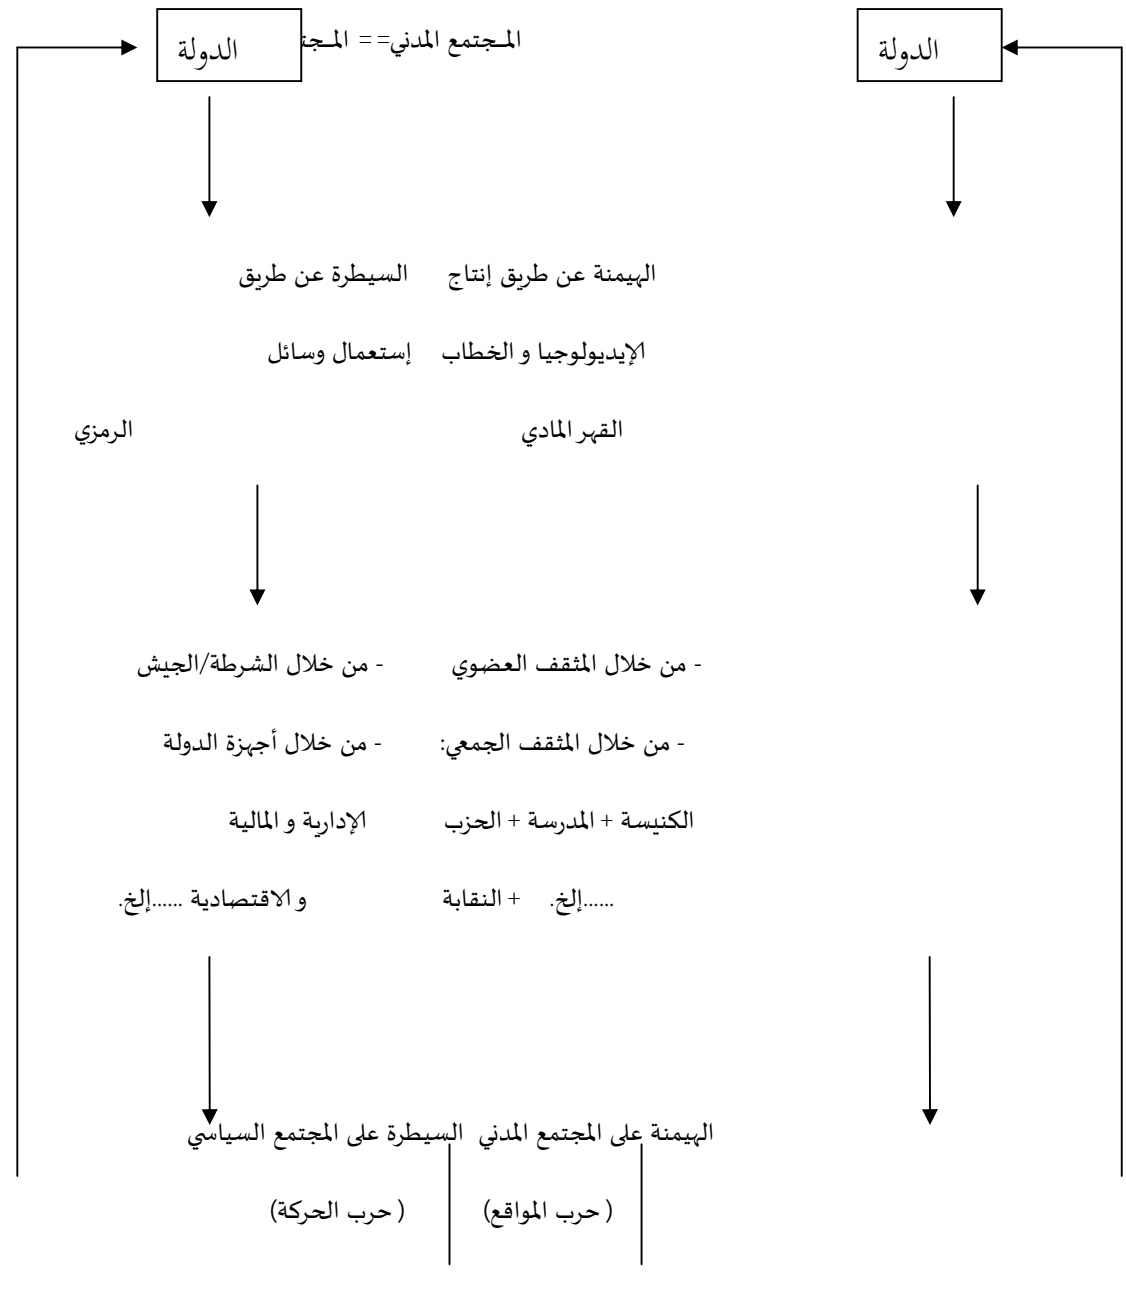 الدولة
المجتمع المدني== المجتـ
الدولة
الهيمنة عن طريق إنتاج السيطرة عن طريق
الإيديولوجيا و الخطاب إستعمال وسائل
القهر المادي الرمزي
- من خلال المثقف العضوي - من خلال الشرطة/الجيش
- من خلال المثقف الجمعي: - من خلال أجهزة الدولة
الكنيسة + المدرسة + الحزب الإدارية و المالية
......إلخ. + النقابة و الاقتصادية ......إلخ.
الهيمنة على المجتمع المدني السيطرة على المجتمع السياسي
( حرب المواقع) ( حرب الحركة)